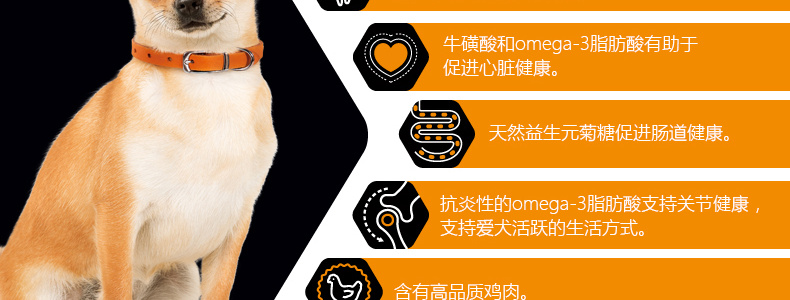 牛磺酸和omega-3脂肪酸有助于
促进心脏健康。
天然益生元菊糖促进肠道健康。
抗炎性的omega-3脂肪酸支持关节健康，
支持爱犬活跃的生活方式。
含有高品质鸡肉。